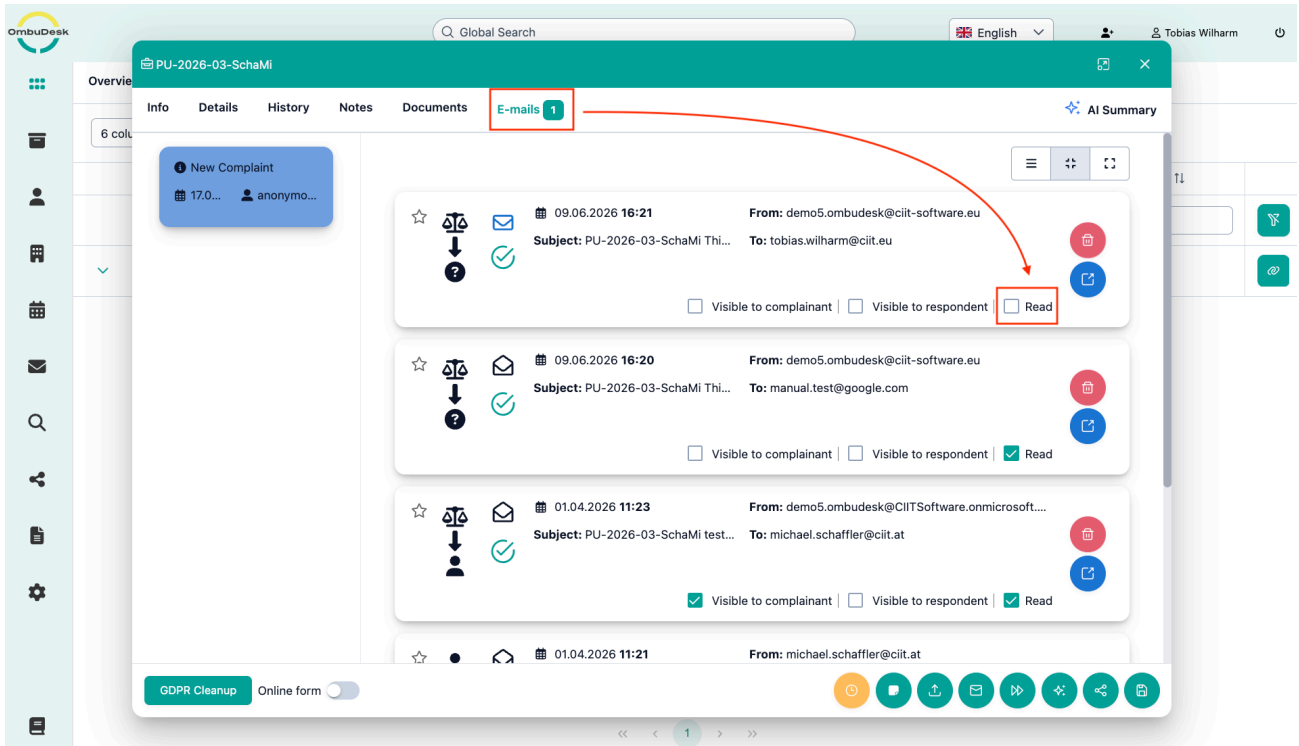 OmbuDesk
Global Search
English
Tobias Wilharm
Overvie
6 colu
PU-2026-03-SchaMi
Info Details History Notes Documents E-mails 1 AI Summary
New Complaint
17.0... anonymo...
09.06.2026 16:21 From: demo5.ombudesk@ciit-software.eu
Subject: PU-2026-03-SchaMi Thi... To: tobias.wilharm@ciit.eu
Visible to complainant | Visible to respondent | Read
09.06.2026 16:20 From: demo5.ombudesk@ciit-software.eu
Subject: PU-2026-03-SchaMi Thi... To: manual.test@google.com
Visible to complainant | Visible to respondent | Read
01.04.2026 11:23 From: demo5.ombudesk@CIITSoftware.onmicrosoft....
Subject: PU-2026-03-SchaMi test... To: michael.schaffler@ciit.at
Visible to complainant | Visible to respondent | Read
01.04.2026 11:21 From: michael.schaffler@ciit.at
GDPR Cleanup Online form
1